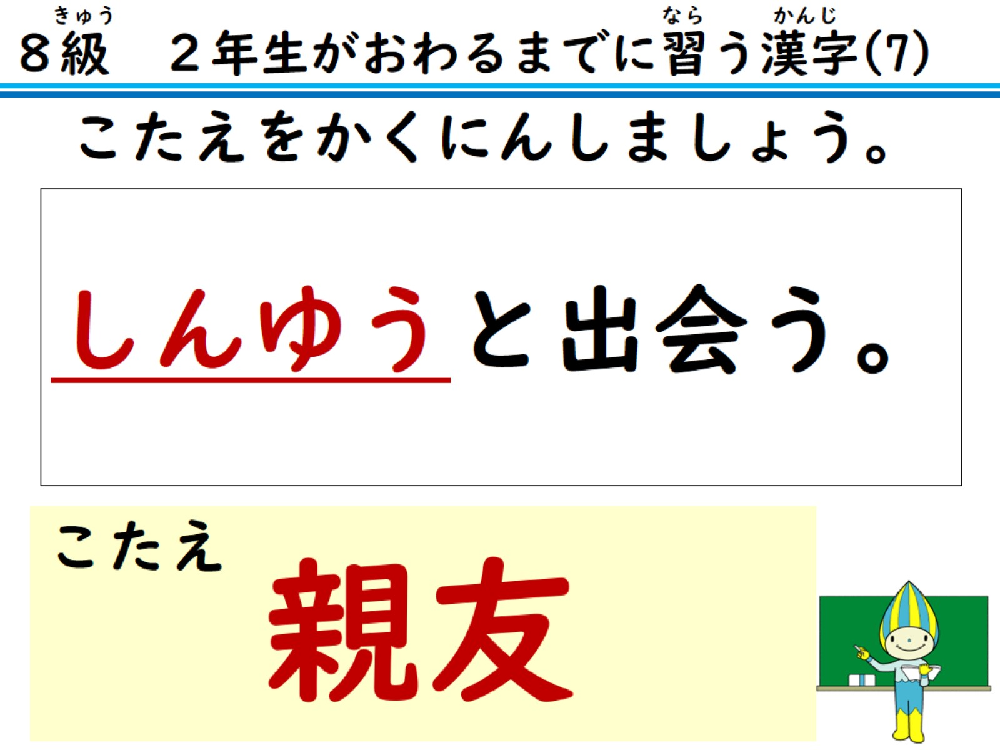 きゅう なら かんじ
8級 2年生がおわるまでに習う漢字(7)
こたえをかくにんしましょう。
しんゆうと出会う。
こたえ
親友